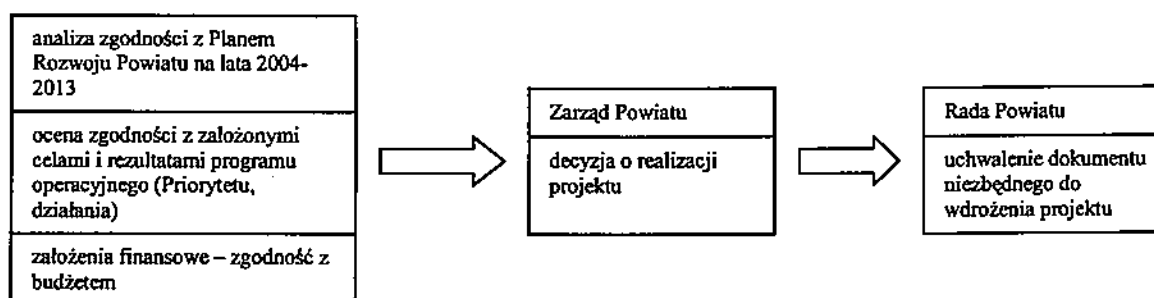 analiza zgodności z Planem
Rozwoju Powiatu na lata 2004-
2013
ocena zgodności z założonymi
celami i rezultatami programu
operacyjnego (Priorytetu,
działania)
założenia finansowe – zgodność z
budżetem
Zarząd Powiatu
decyzja o realizacji
projektu
Rada Powiatu
uchwalenie dokumentu
niezbędnego do
wdrożenia projektu